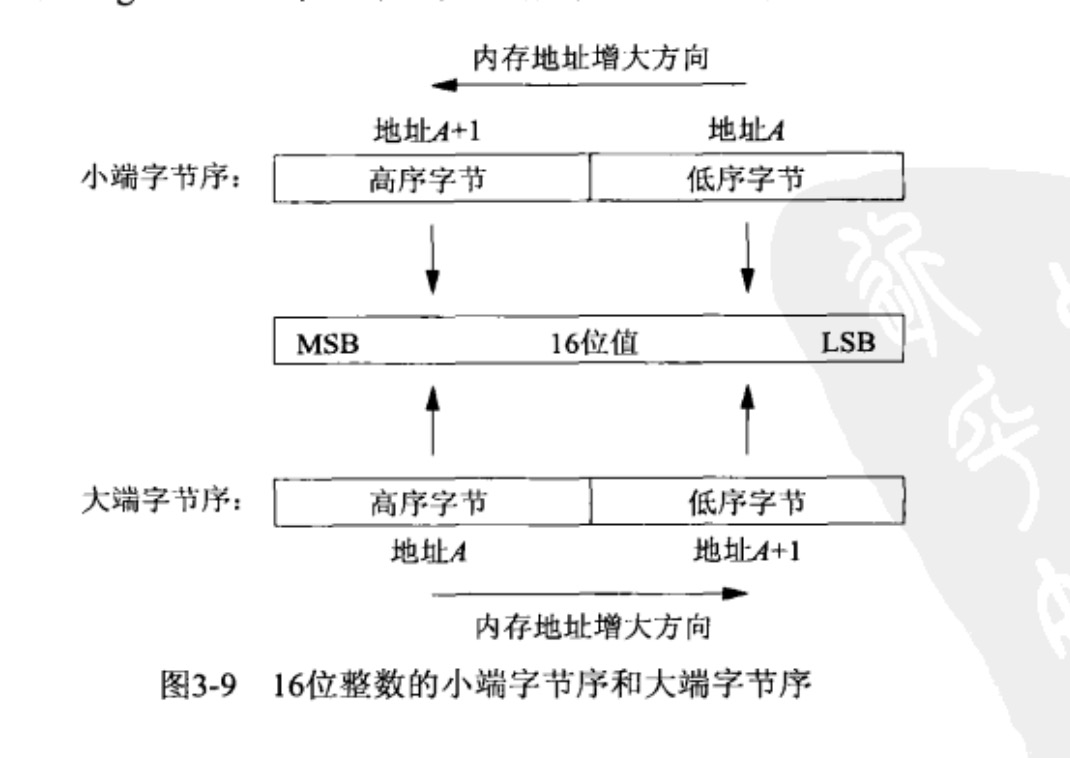 内存地址增大方向
地址A+1 地址A
小端字节序： 高序字节 低序字节
MSB 16位值 LSB
大端字节序： 高序字节 低序字节
地址A 地址A+1
内存地址增大方向
图3-9 16位整数的小端字节序和大端字节序